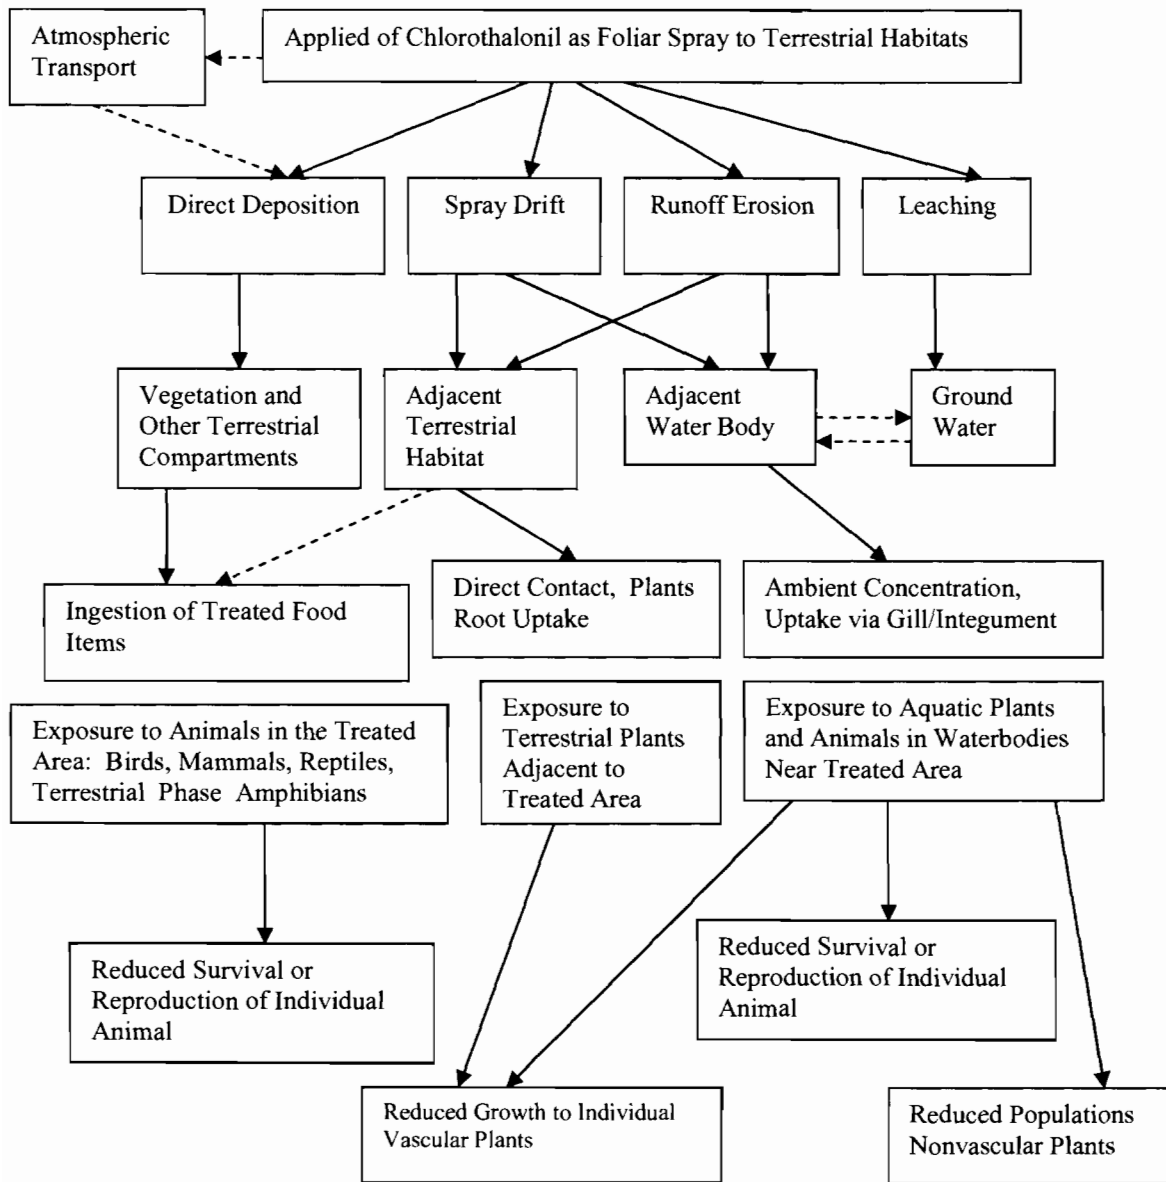 Atmospheric
Transport
Applied of Chlorothalonil as Foliar Spray to Terrestrial Habitats
Direct Deposition
Spray Drift
Runoff Erosion
Leaching
Vegetation and
Other Terrestrial
Compartments
Adjacent
Terrestrial
Habitat
Adjacent
Water Body
Ground
Water
Ingestion of Treated Food
Items
Direct Contact, Plants
Root Uptake
Ambient Concentration,
Uptake via Gill/Integument
Exposure to Animals in the Treated
Area: Birds, Mammals, Reptiles,
Terrestrial Phase Amphibians
Exposure to
Terrestrial Plants
Adjacent to
Treated Area
Exposure to Aquatic Plants
and Animals in Waterbodies
Near Treated Area
Reduced Survival or
Reproduction of Individual
Animal
Reduced Survival or
Reproduction of Individual
Animal
Reduced Growth to Individual
Vascular Plants
Reduced Populations
Nonvascular Plants